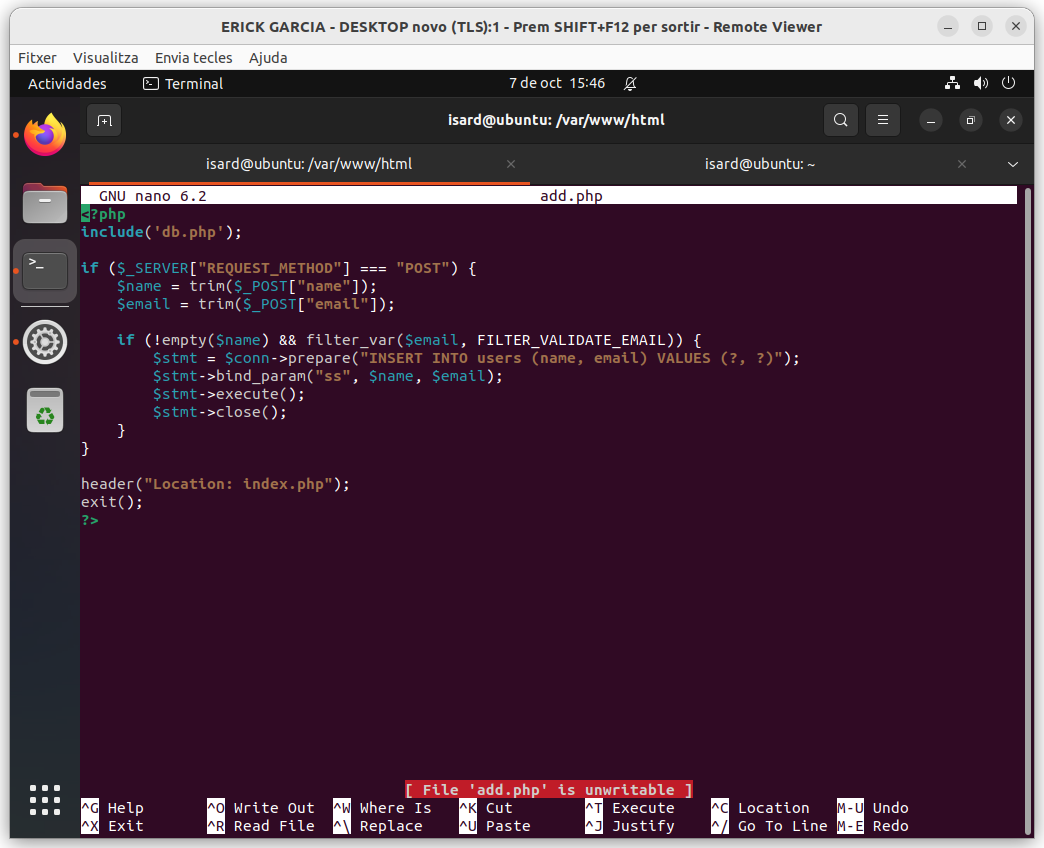 ERICK GARCIA - DESKTOP novo (TLS):1 - Prem SHIFT+F12 per sortir - Remote Viewer
Fitxer Visualitza Envia tecles Ajuda
Actividades Terminal 7 de oct 15:46
isard@ubuntu: /var/www/html
isard@ubuntu: /var/www/html isard@ubuntu: ~
GNU nano 6.2 add.php
<?php
include('db.php');
if ($_SERVER["REQUEST_METHOD"] === "POST") {
    $name = trim($_POST["name"]);
    $email = trim($_POST["email"]);
    if (!empty($name) && filter_var($email, FILTER_VALIDATE_EMAIL)) {
        $stmt = $conn->prepare("INSERT INTO users (name, email) VALUES (?, ?)");
        $stmt->bind_param("ss", $name, $email);
        $stmt->execute();
        $stmt->close();
    }
}
header("Location: index.php");
exit();
?>
[ File 'add.php' is unwritable ]
^G Help ^O Write Out ^W Where Is ^K Cut ^T Execute ^C Location M-U Undo
^X Exit ^R Read File ^\ Replace ^U Paste ^J Justify ^/ Go To Line M-E Redo